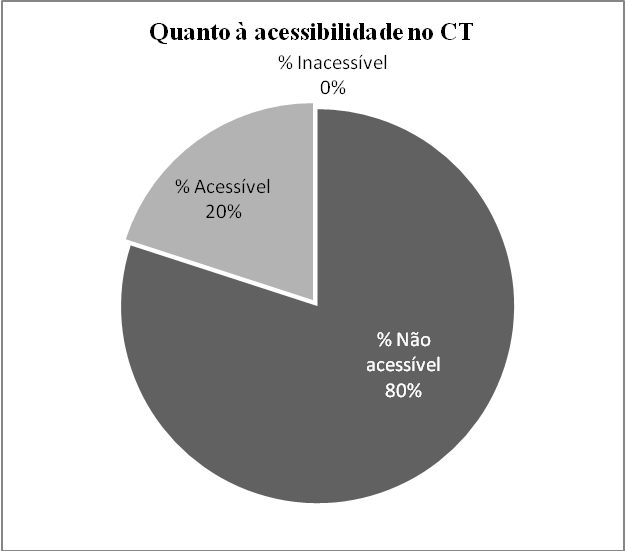 Quanto à acessibilidade no CT
% Inacessível
0%
% Acessível
20%
% Não
acessível
80%